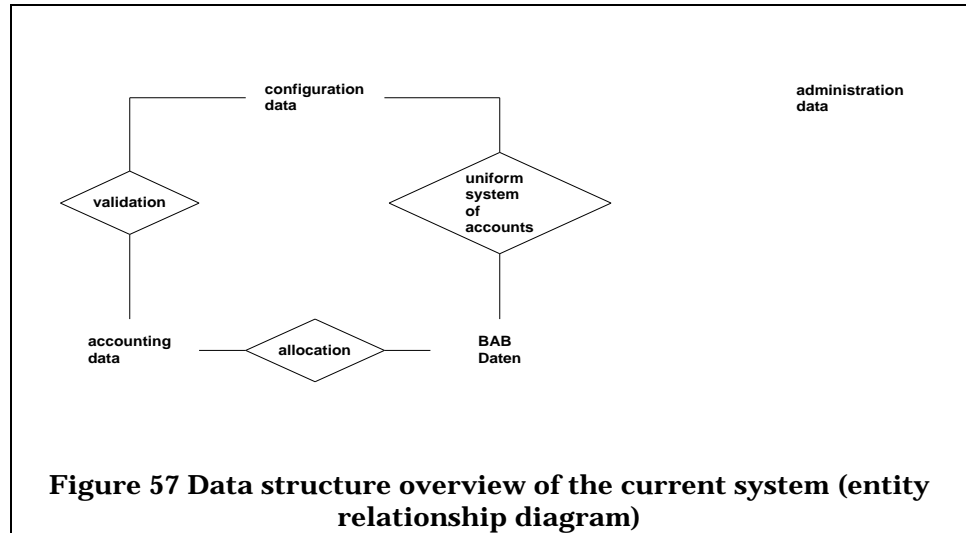 configuration
data
administration
data
validation
uniform
system
of
accounts
accounting
data
allocation
BAB
Daten
Figure 57 Data structure overview of the current system (entity
relationship diagram)